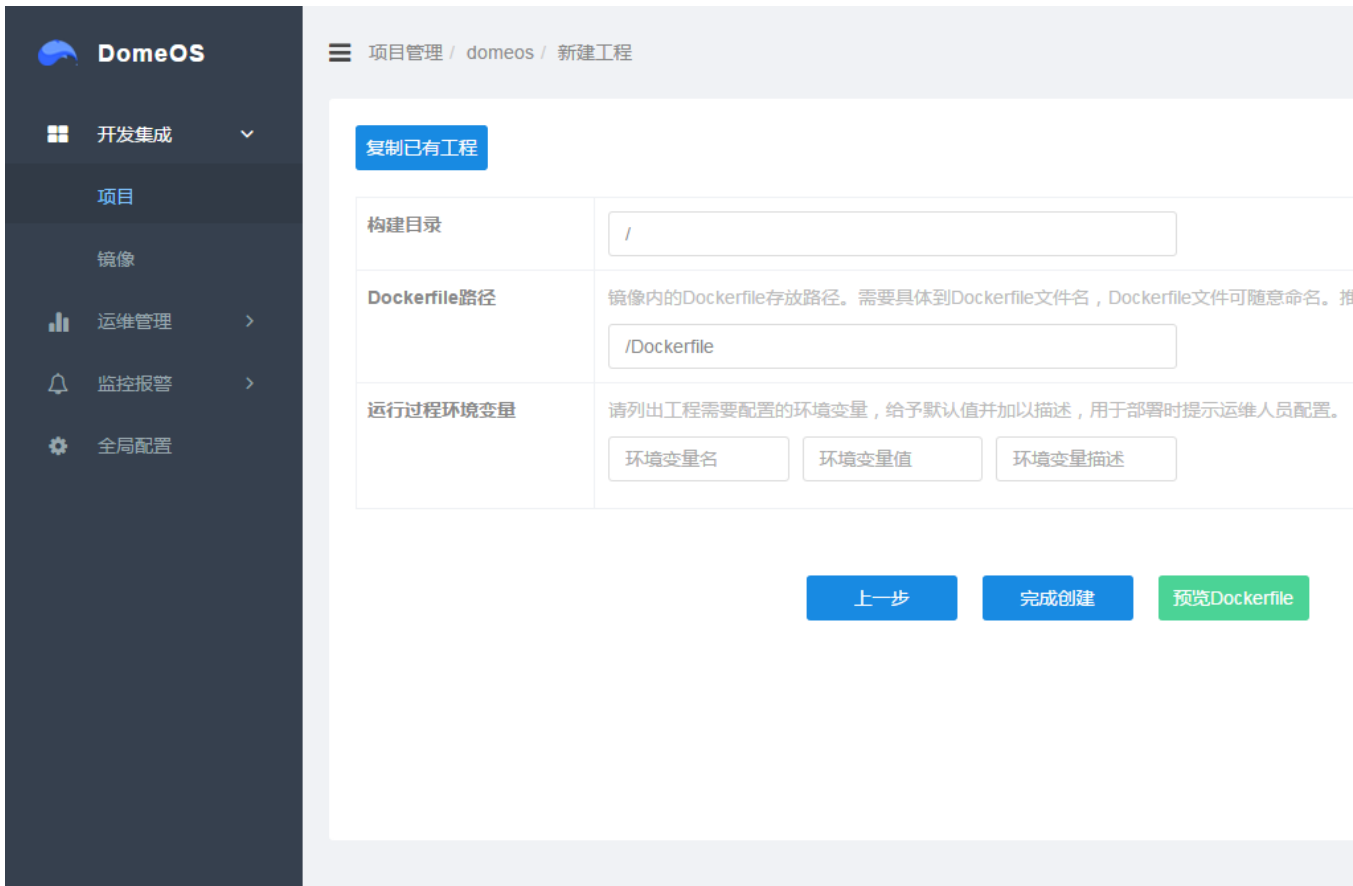 DomeOS
项目管理 / domeos / 新建工程
开发集成
项目
镜像
运维管理
监控报警
全局配置
复制已有工程
构建目录
/
Dockerfile路径
镜像内的Dockerfile存放路径。需要具体到Dockerfile文件名，Dockerfile文件可随意命名。推
/Dockerfile
运行过程环境变量
请列出工程需要配置的环境变量，给予默认值并加以描述，用于部署时提示运维人员配置。
环境变量名 环境变量值 环境变量描述
上一步 完成创建 预览Dockerfile